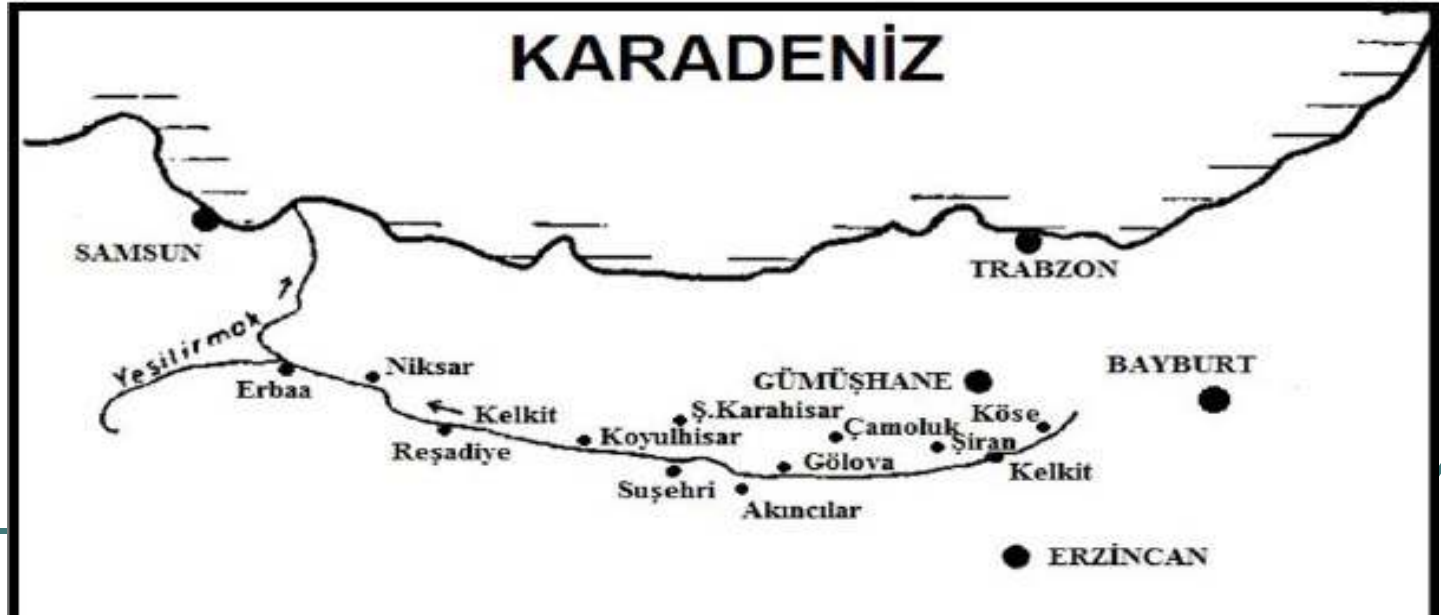 KARADENİZ
SAMSUN
TRABZON
Yeşilırmak
Niksar
Erbaa
GÜMÜŞHANE
BAYBURT
Kelkit
Ş.Karahisar
Köse
Reşadiye
Koyulhisar
Çamoluk
Şiran
Suşehri
Gölova
Kelkit
Akıncılar
ERZİNCAN